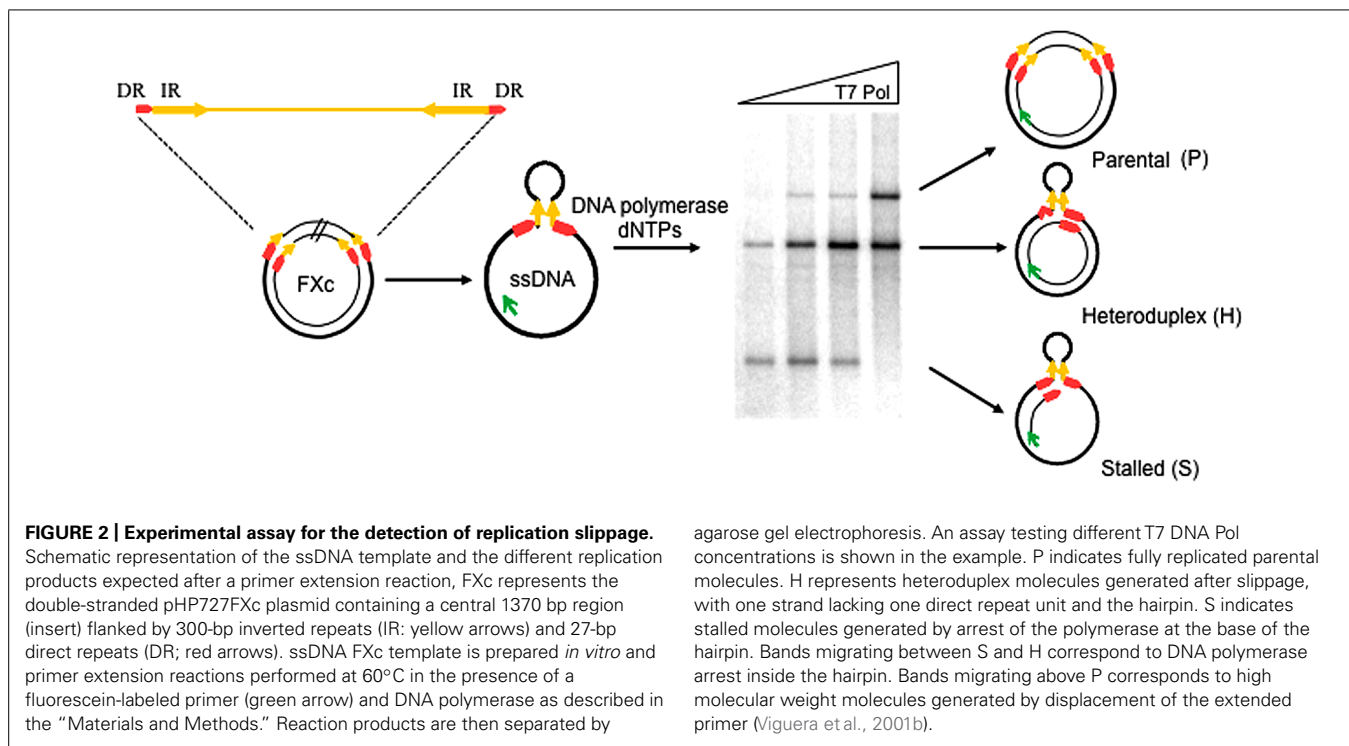 DR IR
IR DR
FXc
ssDNA
DNA polymerase
dNTPs
T7 Pol
Parental (P)
Heteroduplex (H)
Stalled (S)
FIGURE 2 | Experimental assay for the detection of replication slippage.
Schematic representation of the ssDNA template and the different replication
products expected after a primer extension reaction, FXc represents the
double-stranded pHP727FXc plasmid containing a central 1370 bp region
(insert) flanked by 300-bp inverted repeats (IR: yellow arrows) and 27-bp
direct repeats (DR; red arrows). ssDNA FXc template is prepared in vitro and
primer extension reactions performed at 60°C in the presence of a
fluorescein-labeled primer (green arrow) and DNA polymerase as described in
the “Materials and Methods.” Reaction products are then separated by
agarose gel electrophoresis. An assay testing different T7 DNA Pol
concentrations is shown in the example. P indicates fully replicated parental
molecules. H represents heteroduplex molecules generated after slippage,
with one strand lacking one direct repeat unit and the hairpin. S indicates
stalled molecules generated by arrest of the polymerase at the base of the
hairpin. Bands migrating between S and H correspond to DNA polymerase
arrest inside the hairpin. Bands migrating above P corresponds to high
molecular weight molecules generated by displacement of the extended
primer (Viguera et al., 2001b).